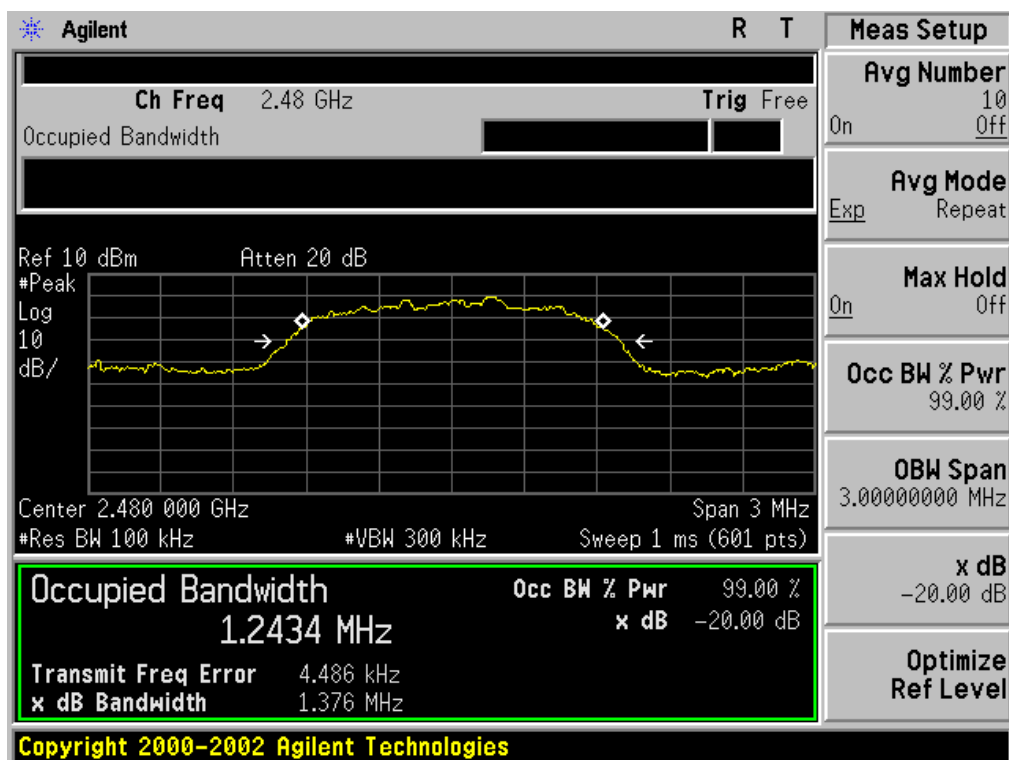 Agilent R T
Ch Freq 2.48 GHz Trig Free
Occupied Bandwidth
Ref 10 dBm Atten 20 dB
#Peak
Log
10
dB/
Center 2.480 000 GHz Span 3 MHz
#Res BW 100 kHz #VBW 300 kHz Sweep 1 ms (601 pts)
Occupied Bandwidth Occ BW % Pwr 99.00 %
1.2434 MHz x dB -20.00 dB
Transmit Freq Error 4.486 kHz
x dB Bandwidth 1.376 MHz
Copyright 2000-2002 Agilent Technologies
Meas Setup
Avg Number
10
On Off
Avg Mode
Exp Repeat
Max Hold
On Off
Occ BW % Pwr
99.00 %
OBW Span
3.00000000 MHz
x dB
-20.00 dB
Optimize
Ref Level